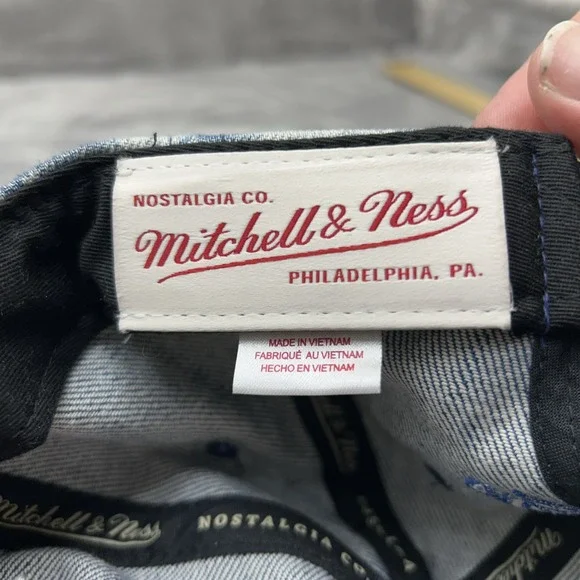 NOSTALGIA CO.
Mitchell & Ness
PHILADELPHIA, PA.
MADE IN VIETNAM
FABRIQUÉ AU VIETNAM
HECHO EN VIETNAM
Mitchell & Ness
NOSTALGIA CO